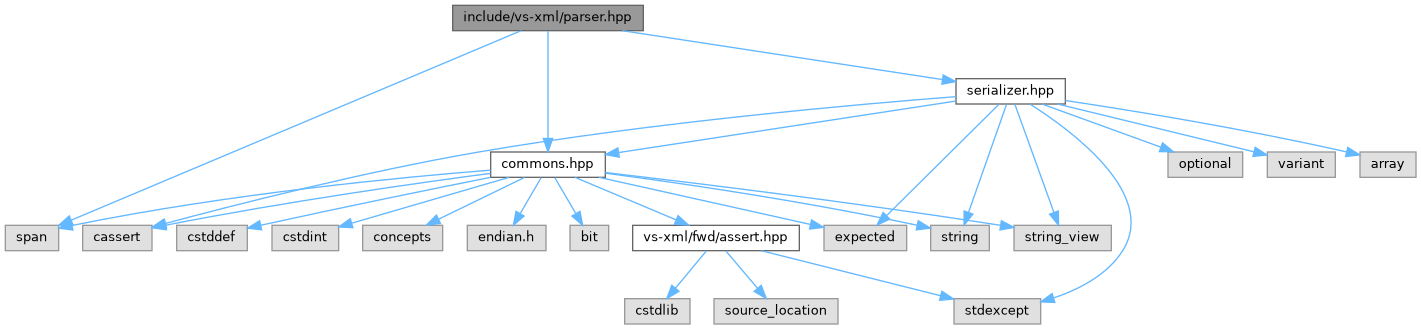 include/vs-xml/parser.hpp
serializer.hpp
commons.hpp
optional
variant
array
span
cassert
cstddef
cstdint
concepts
endian.h
bit
vs-xml/fwd/assert.hpp
expected
string
string_view
cstdlib
source_location
stdexcept